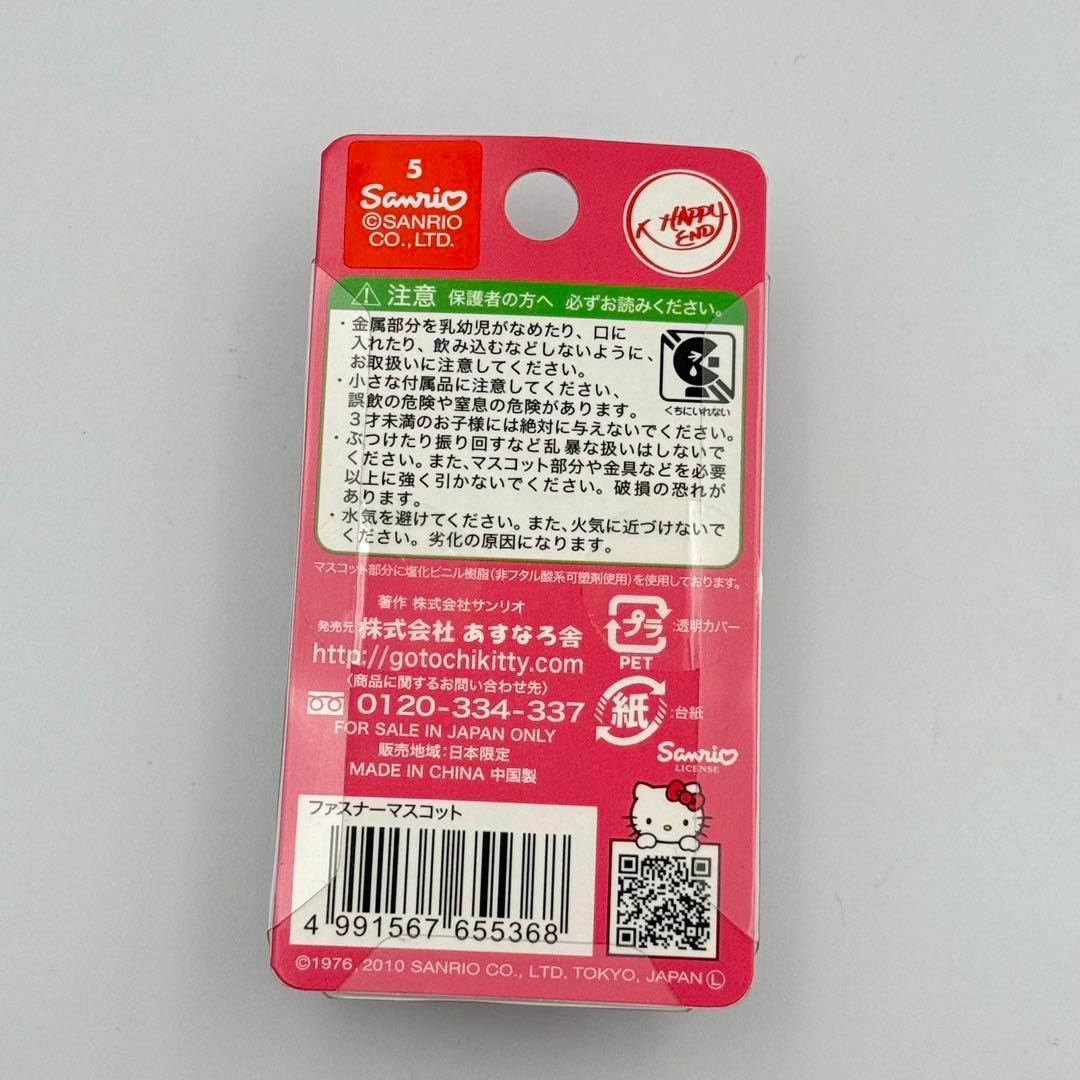 5
Sanrio
©SANRIO
CO.,LTD.
HAPPY
END
注意 保護者の方へ 必ずお読みください。
・金属部分を乳幼児がなめたり、口に
入れたり、飲み込むなどしないように、
お取扱いに注意してください。
・小さな付属品に注意してください、
誤飲の危険や窒息の危険があります。
３才未満のお子様には絶対に与えないでください。
くちにいれない
・ぶつけたり振り回すなど乱暴な扱いはしないで
ください。また、マスコット部分や金具などを必要
以上に強く引かないでください。破損の恐れが
あります。
・水気を避けてください。また、火気に近づけないで
ください。劣化の原因になります。
マスコット部分に塩化ビニル樹脂(非フタル酸系可塑剤使用)を使用しております。
著作 株式会社サンリオ
発売元 株式会社 あすなろ舎
http://gotochikitty.com
〈商品に関するお問い合わせ先〉
0120-334-337
FOR SALE IN JAPAN ONLY
販売地域:日本限定
MADE IN CHINA 中国製
プラ :透明カバー
PET
紙 :台紙
Sanrio
LICENSE
ファスナーマスコット
4 991567 655368
©1976, 2010 SANRIO CO., LTD. TOKYO, JAPAN Ⓛ